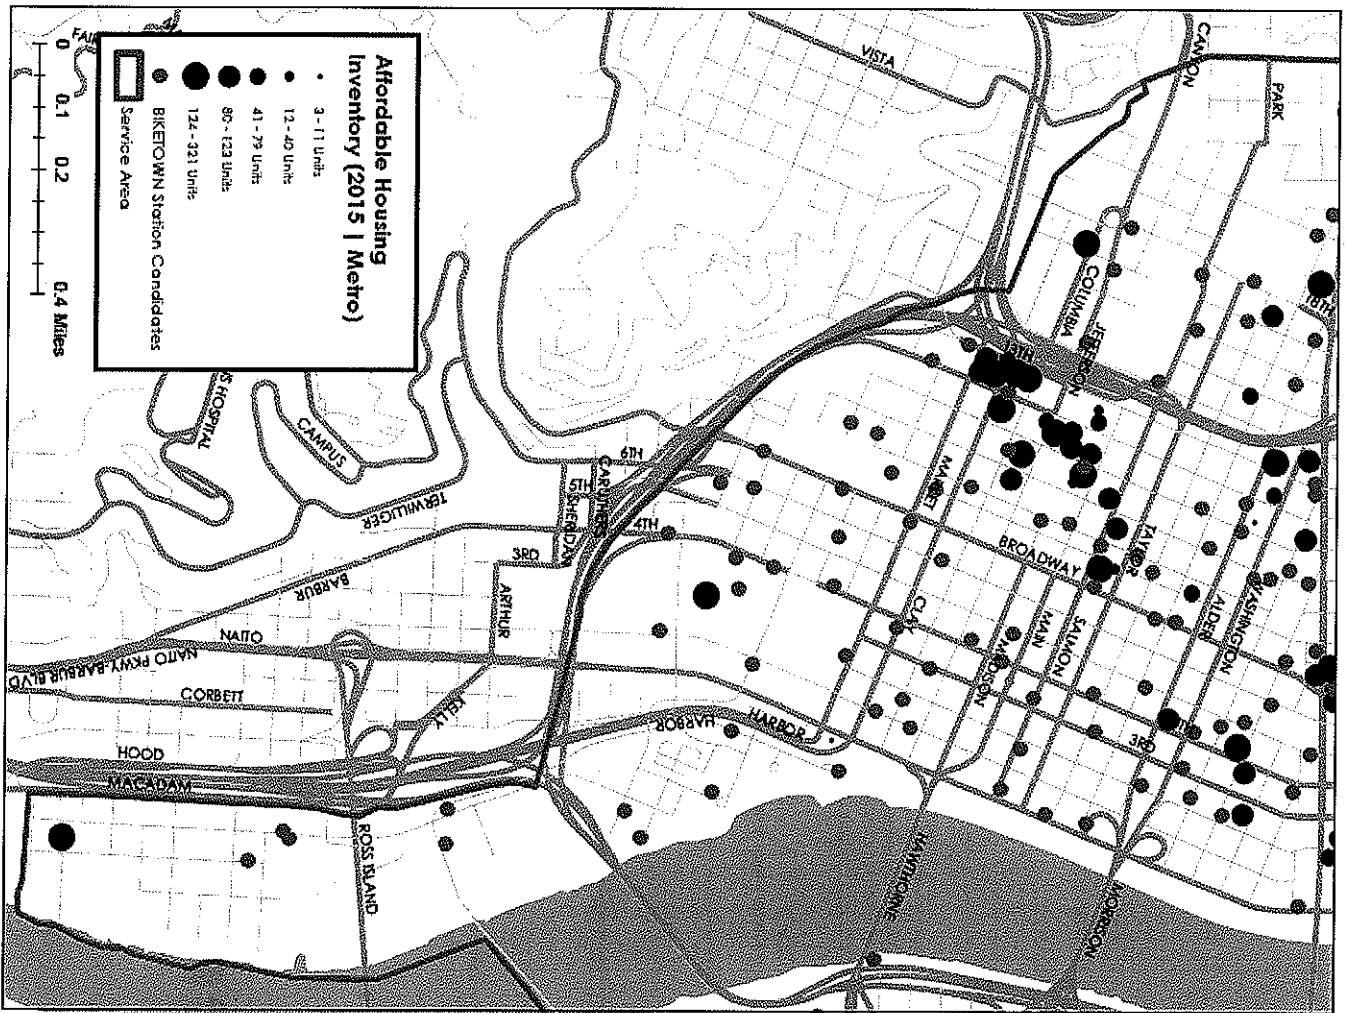 Affordable Housing
Inventory (2015 | Metro)
3 - 11 Units
12 - 40 Units
41 - 79 Units
80 - 123 Units
124 - 321 Units
BIKETOWN Station Candidates
Service Area
0 0.1 0.2 0.4 Miles
VISTA
CANYON
PARK
18TH
COLUMBIA
JEFFERSON
13TH
CAMPUS
TERWILLIGER
6TH
5TH
CARUTHERS
SHERIDAN
4TH
3RD
ARTHUR
BARBUR
NAITO
NAITO PKWY-BARBUR BLVD
CORBETT
KELLY
HOOD
MACADAM
ROSS ISLAND
HARBOR
HARBOR
MARKET
CLAY
BROADWAY
MADISON
MAIN
SALMON
TAYLOR
ALDER
WASHINGTON
3RD
HAWTHORNE
MORRISON